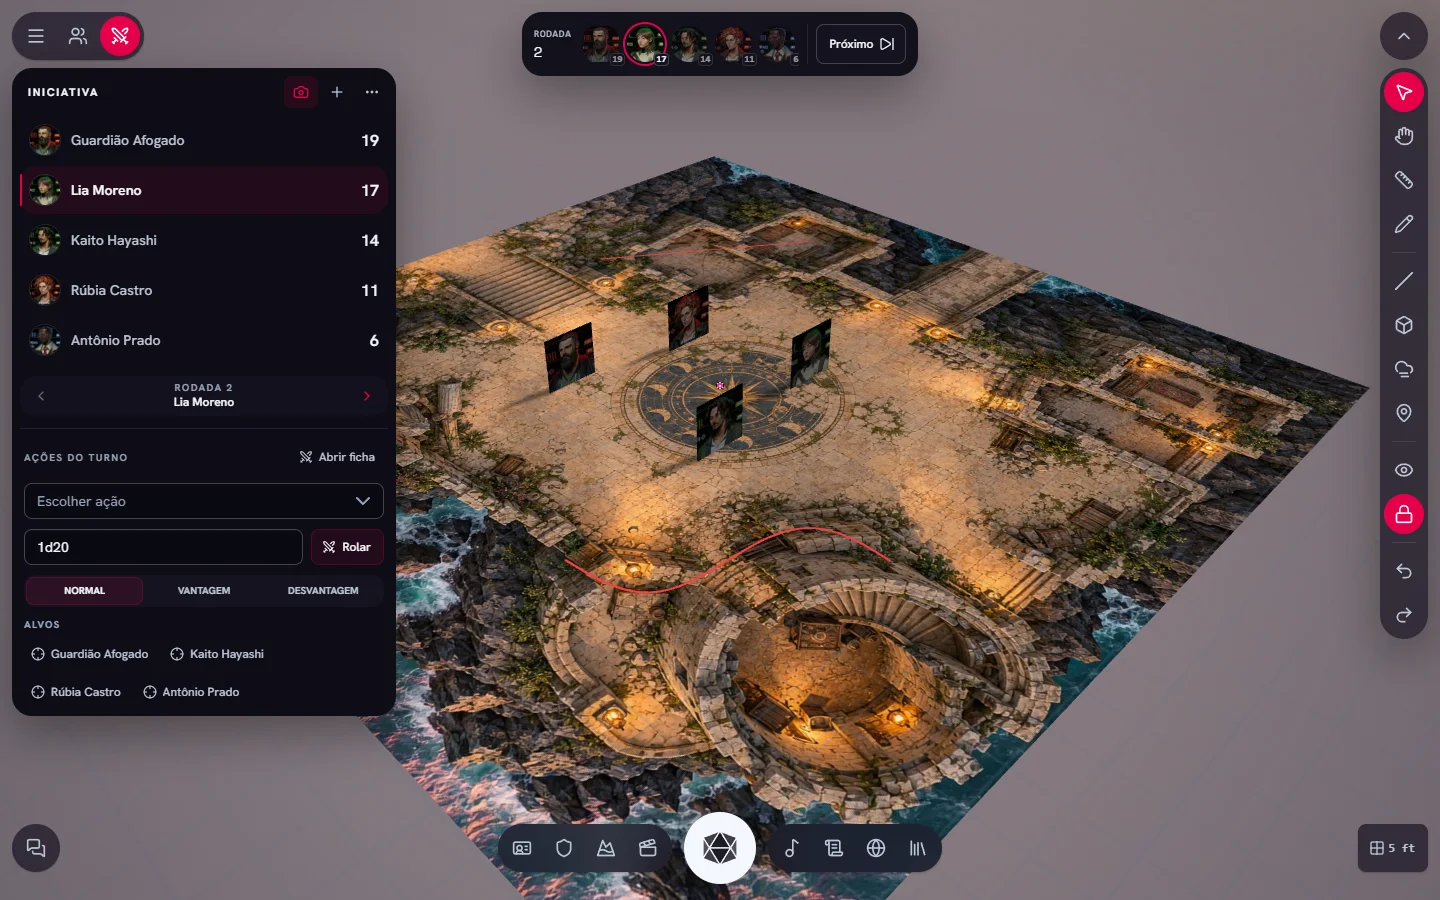 RODADA
2
19
17
14
11
6
Próximo
INICIATIVA
Guardião Afogado 19
Lia Moreno 17
Kaito Hayashi 14
Rúbia Castro 11
Antônio Prado 6
RODADA 2
Lia Moreno
AÇÕES DO TURNO Abrir ficha
Escolher ação
1d20 Rolar
NORMAL VANTAGEM DESVANTAGEM
ALVOS
Guardião Afogado Kaito Hayashi
Rúbia Castro Antônio Prado
5 ft